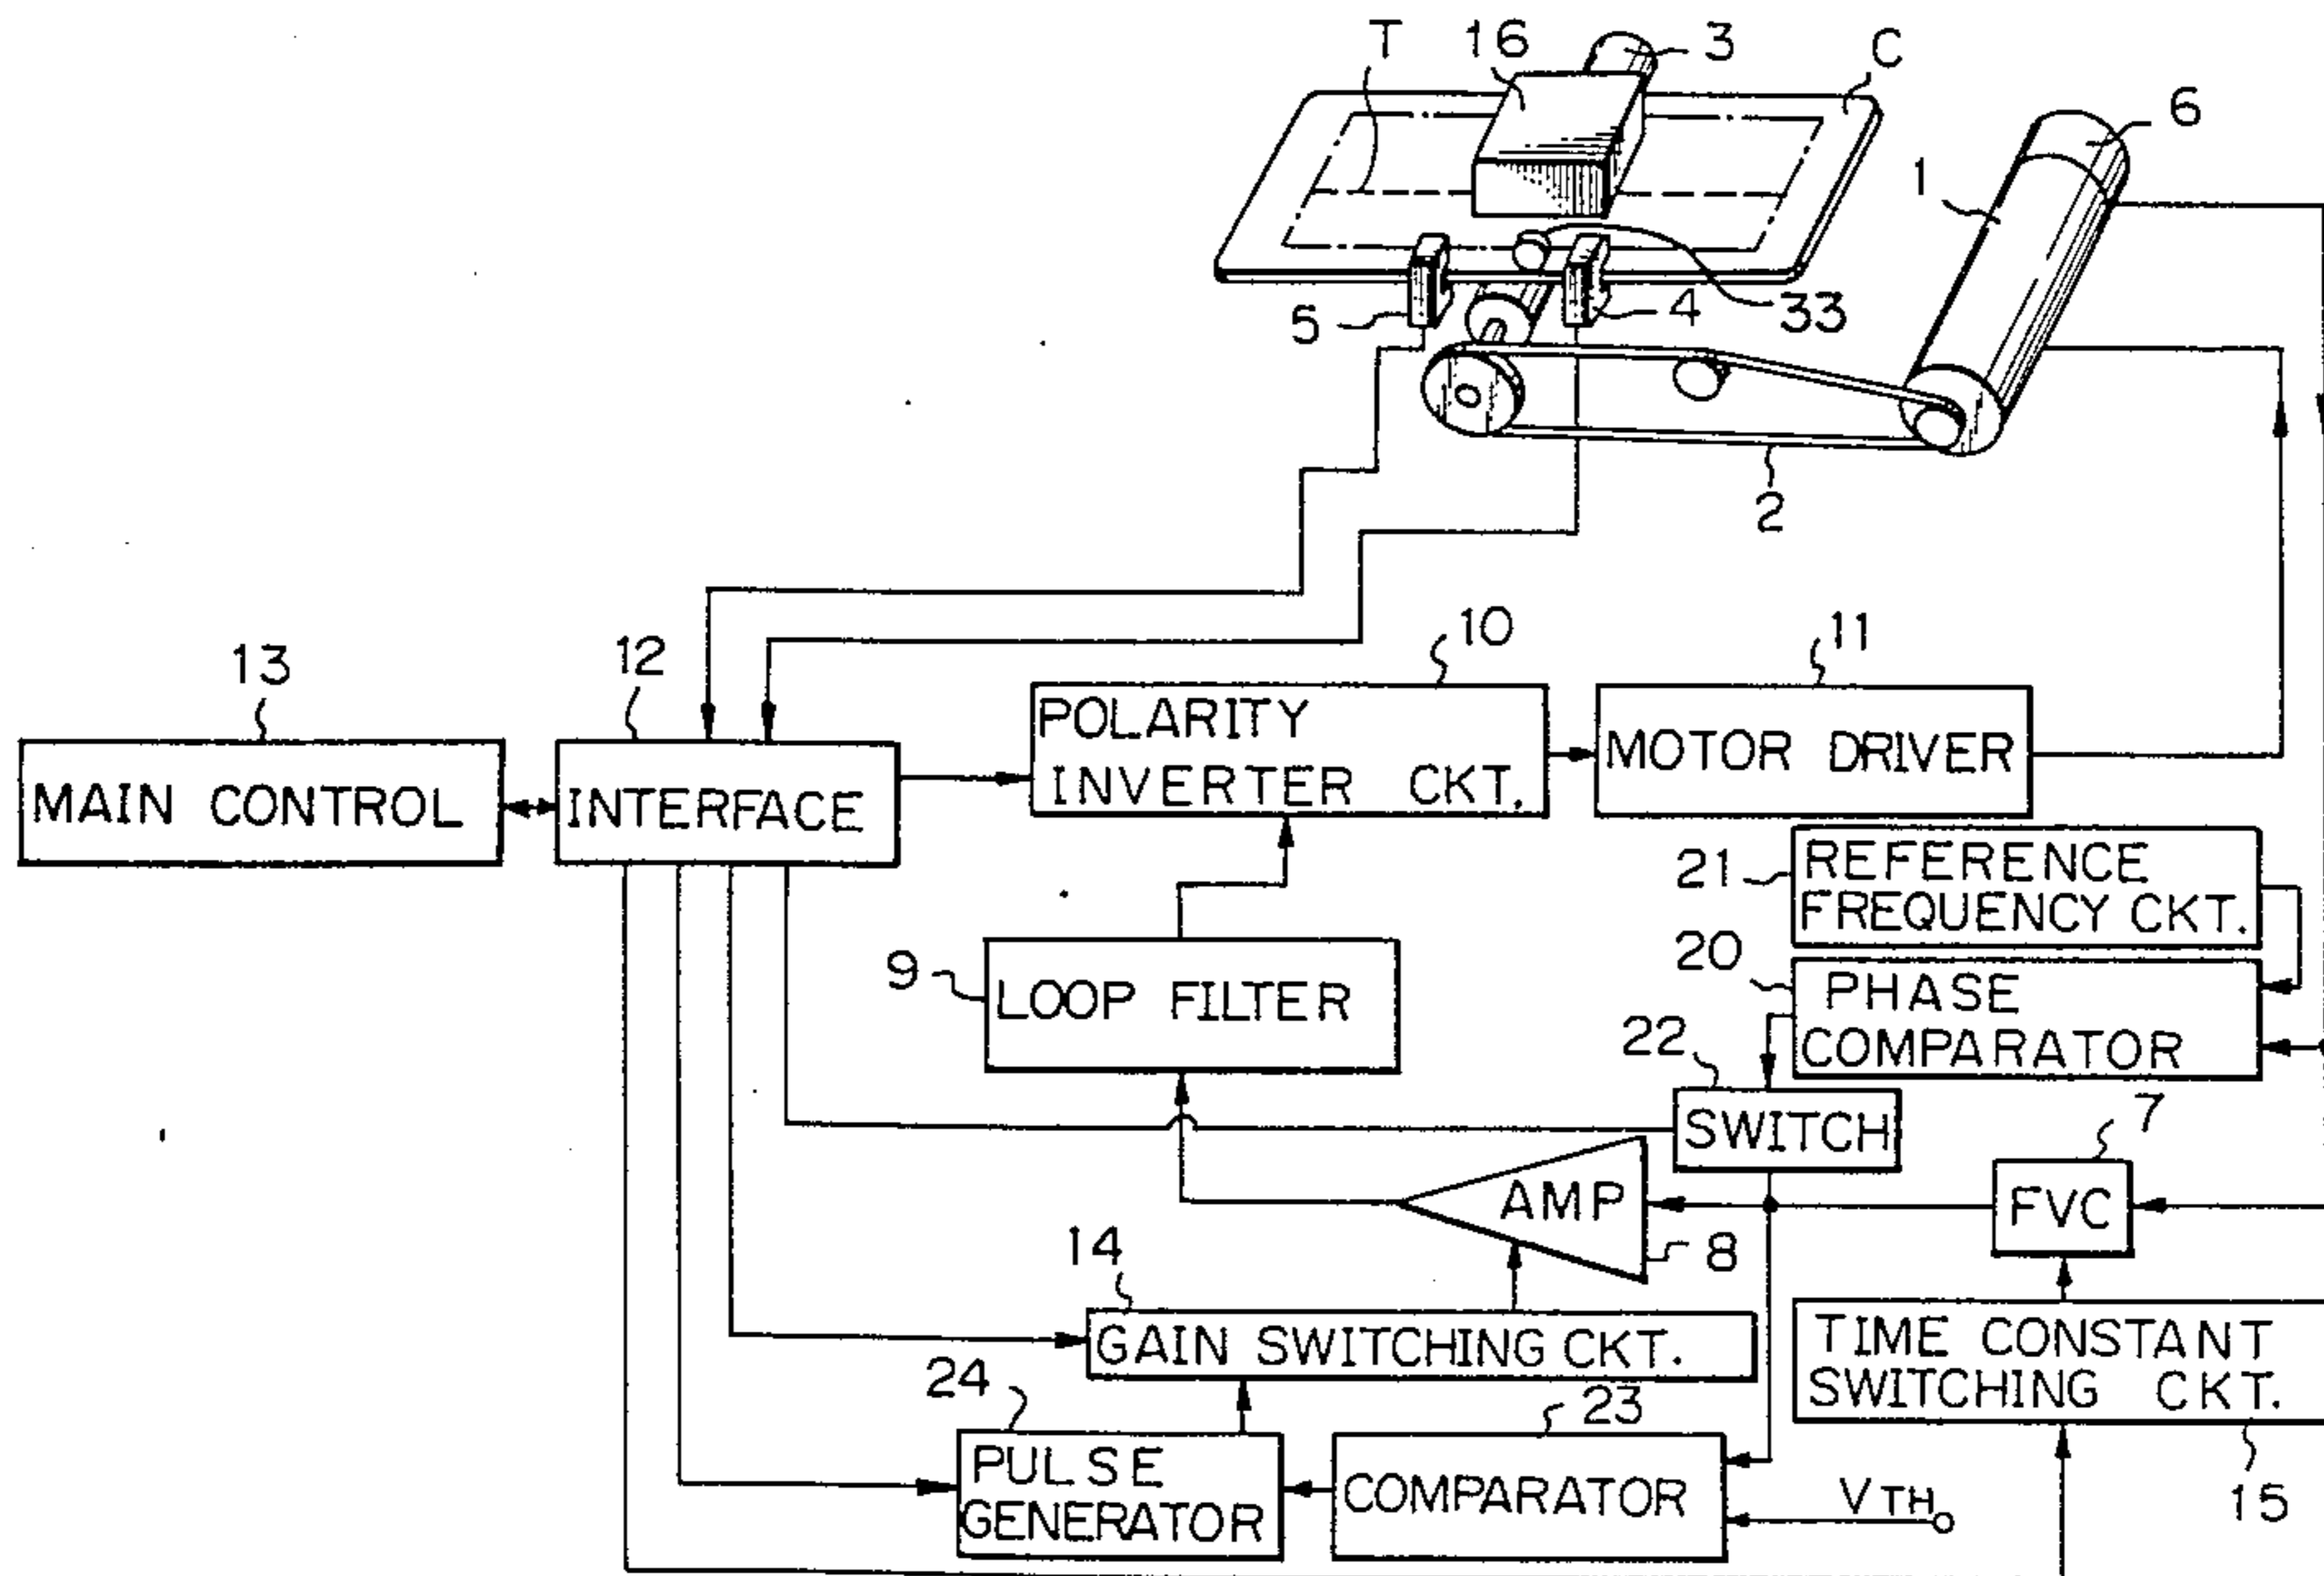 T
16
3
C
6
1
5
4
33
2
13
12
10
11
POLARITY
INVERTER CKT.
MOTOR DRIVER
MAIN CONTROL
INTERFACE
21
REFERENCE
FREQUENCY CKT.
9
LOOP FILTER
20
PHASE
COMPARATOR
22
SWITCH
7
FVC
AMP
8
14
GAIN SWITCHING CKT.
TIME CONSTANT
SWITCHING CKT.
15
24
PULSE
GENERATOR
23
COMPARATOR
VTH